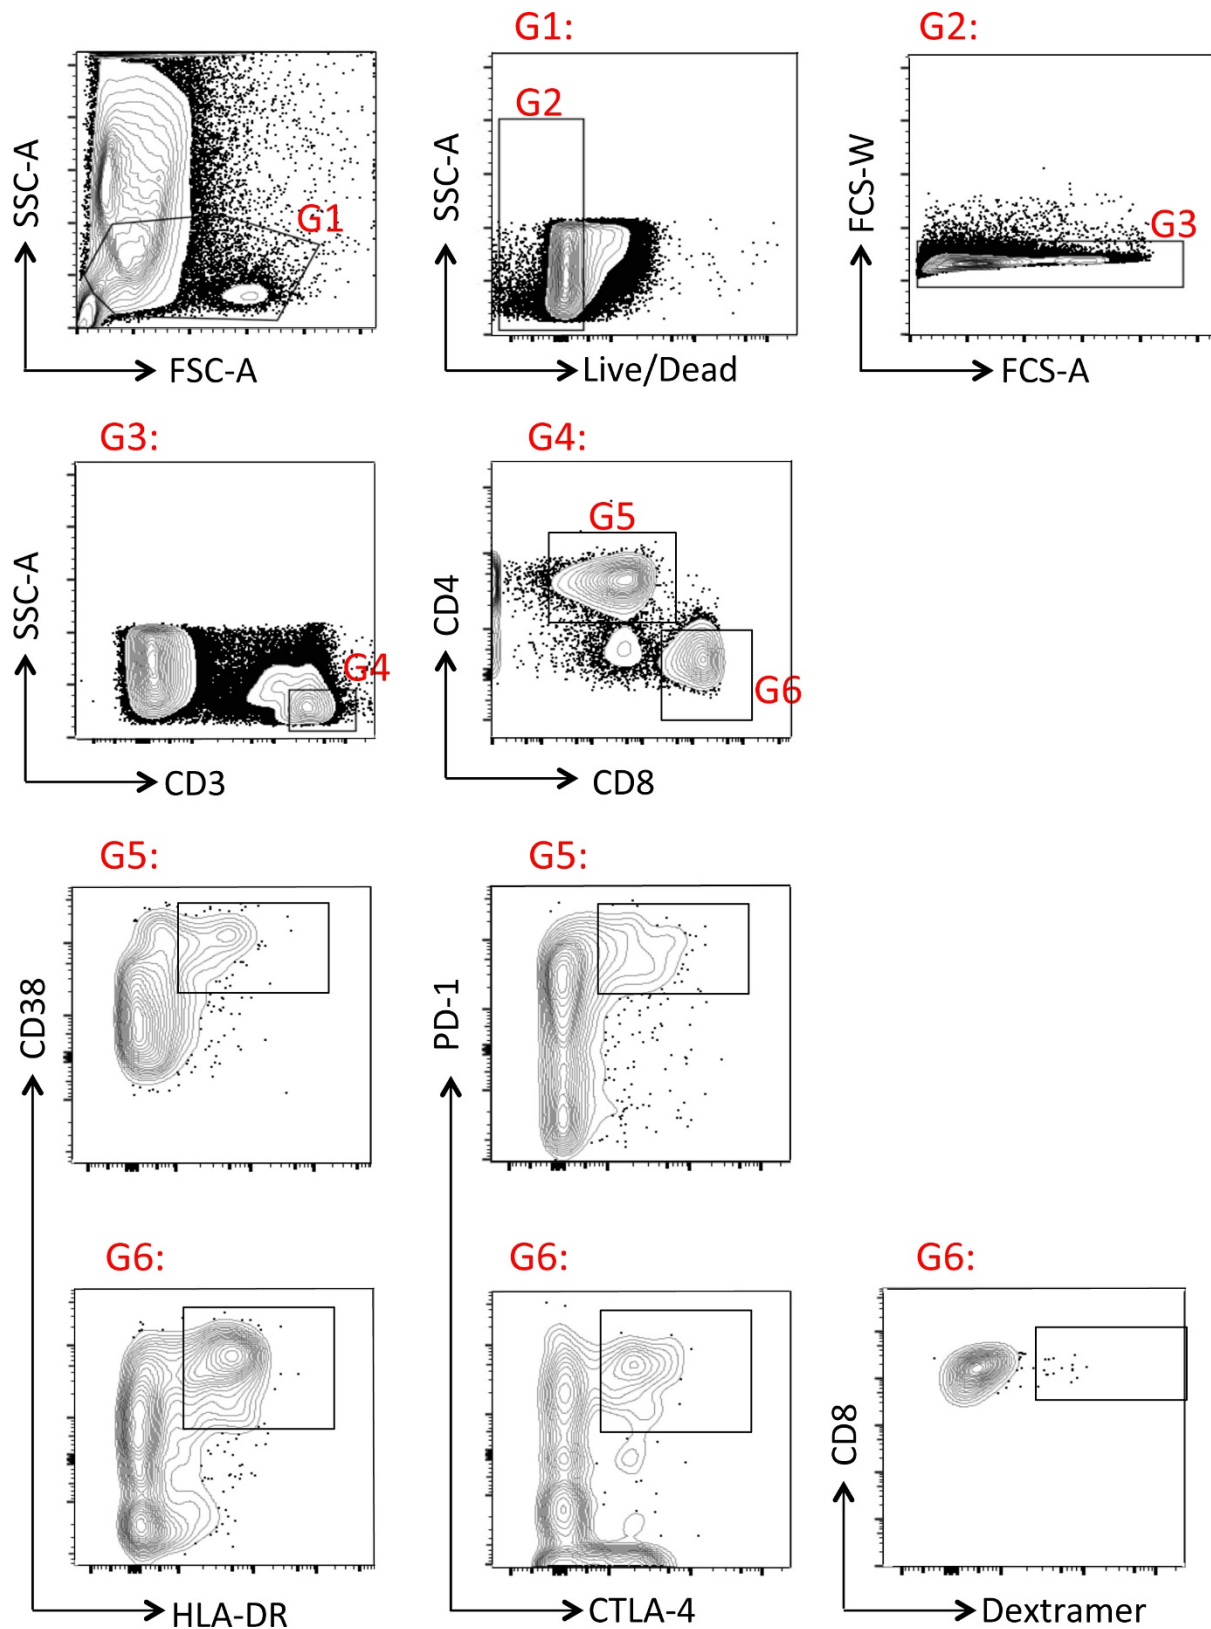 G1:
G2:
SSC-A
G1
FSC-A
SSC-A
G2
Live/Dead
FCS-W
G3
FCS-A
G3:
G4:
SSC-A
G4
CD3
CD4
G5
G6
CD8
G5:
G5:
CD38
PD-1
G6:
G6:
G6:
HLA-DR
CTLA-4
CD8
Dextramer